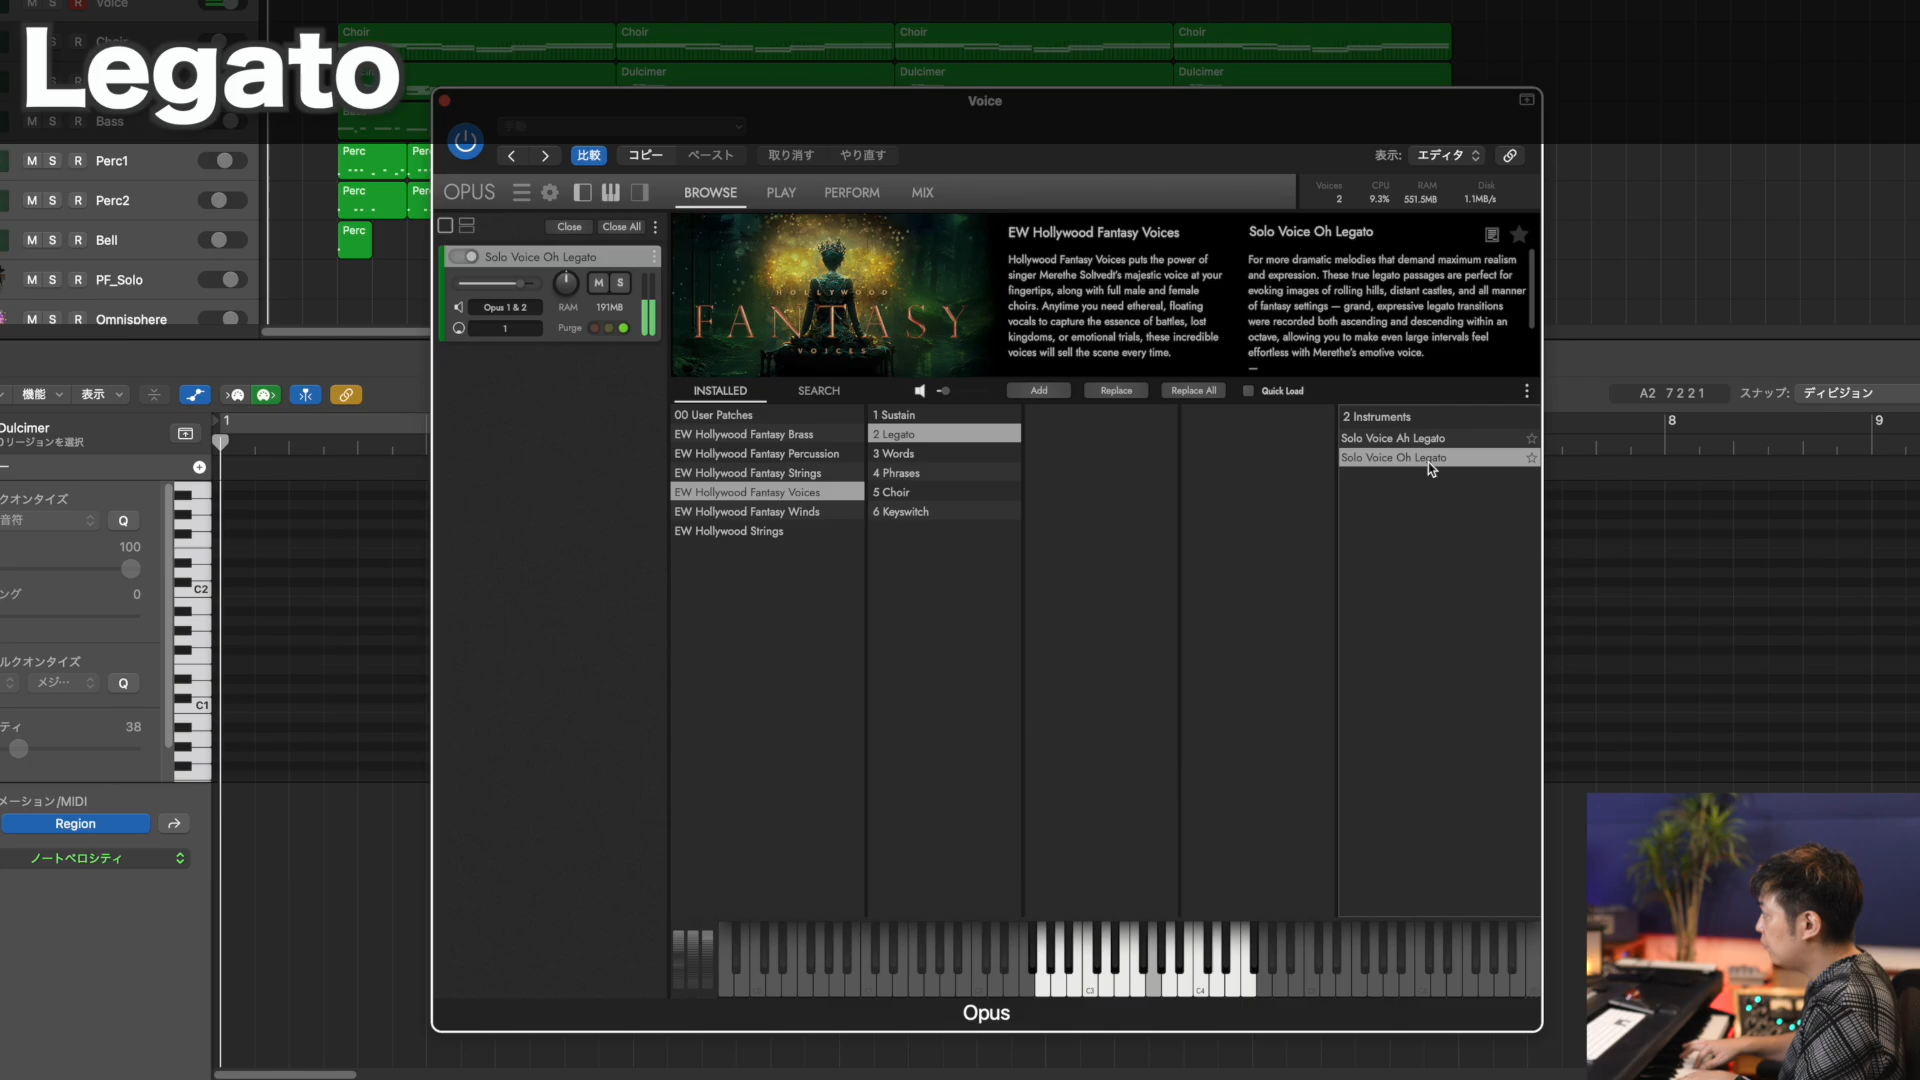 Legato
M S R Voice
S R Choir
M S R Bass
M S R Perc1
M S R Perc2
M S R Bell
M S R PF_Solo
M S R Omnisphere
Choir
Choir
Choir
Choir
Dulcimer
Dulcimer
Dulcimer
Perc
Perc
Perc
Voice
手動
比較
コピー
ペースト
取り消す
やり直す
表示:
エディタ
OPUS
BROWSE
PLAY
PERFORM
MIX
Voices
2
CPU
9.3%
RAM
551.5MB
Disk
1.1MB/s
Close
Close All
Solo Voice Oh Legato
M S
Opus 1 & 2
RAM
191MB
1
Purge
HOLLYWOOD
FANTASY
VOICES
EW Hollywood Fantasy Voices
Hollywood Fantasy Voices puts the power of
singer Merethe Soltvedt's majestic voice at your
fingertips, along with full male and female
choirs. Anytime you need ethereal, floating
vocals to capture the essence of battles, lost
kingdoms, or emotional trials, these incredible
voices will sell the scene every time.
Solo Voice Oh Legato
For more dramatic melodies that demand maximum realism
and expression. These true legato passages are perfect for
evoking images of rolling hills, distant castles, and all manner
of fantasy settings — grand, expressive legato transitions
were recorded both ascending and descending within an
octave, allowing you to make even large intervals feel
effortless with Merethe's emotive voice.
INSTALLED
SEARCH
Add
Replace
Replace All
Quick Load
00 User Patches
EW Hollywood Fantasy Brass
EW Hollywood Fantasy Percussion
EW Hollywood Fantasy Strings
EW Hollywood Fantasy Voices
EW Hollywood Fantasy Winds
EW Hollywood Strings
1 Sustain
2 Legato
3 Words
4 Phrases
5 Choir
6 Keyswitch
2 Instruments
Solo Voice Ah Legato
Solo Voice Oh Legato
C3
C4
Opus
機能
表示
A2 7 2 2 1
スナップ:
ディビジョン
1
8
9
Dulcimer
リージョンを選択
クオンタイズ
音符
Q
100
ング
0
ルクオンタイズ
メジ…
Q
ティ
38
C2
C1
メーション/MIDI
Region
ノートベロシティ